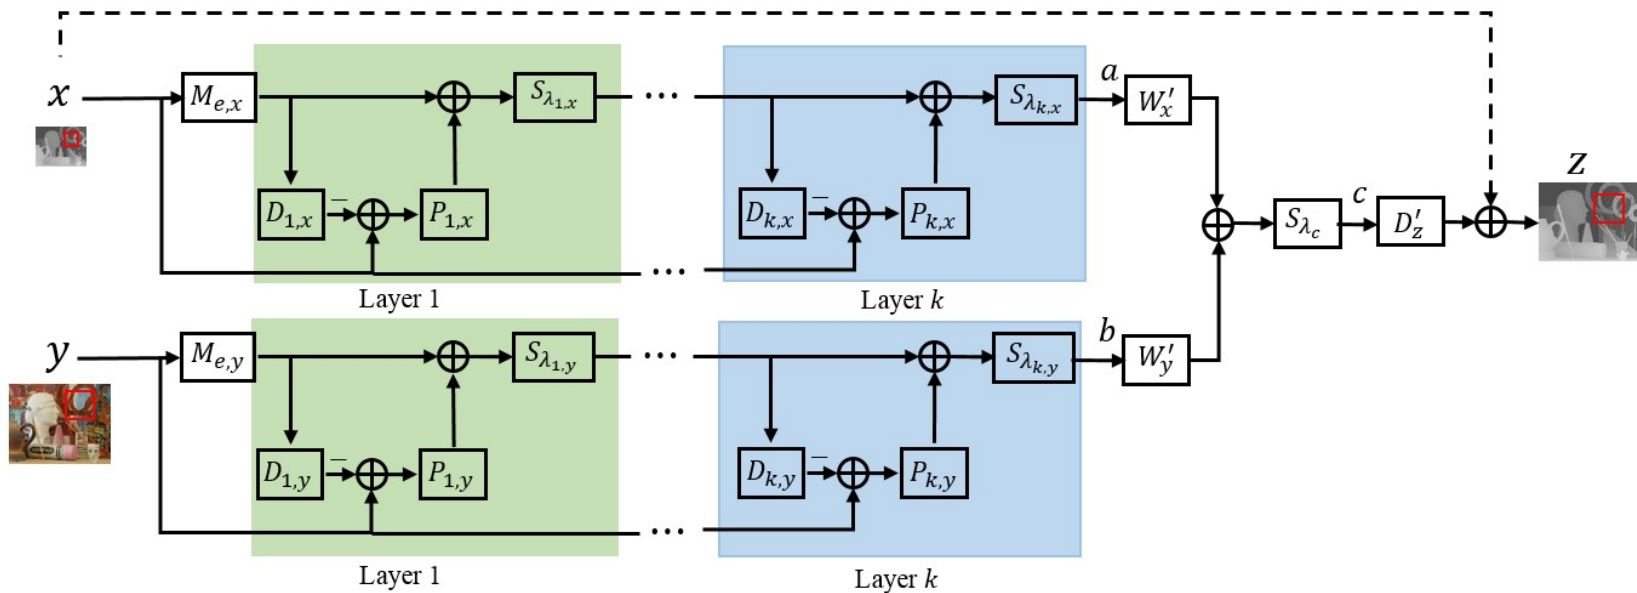 x
M_{e,x}
S_{λ_{1,x}}
...
S_{λ_{k,x}}
a
W'_x
D_{1,x}
−
P_{1,x}
D_{k,x}
−
P_{k,x}
...
Layer 1
Layer k
S_{λ_c}
c
D'_z
z
y
M_{e,y}
S_{λ_{1,y}}
...
S_{λ_{k,y}}
b
W'_y
D_{1,y}
−
P_{1,y}
D_{k,y}
−
P_{k,y}
...
Layer 1
Layer k